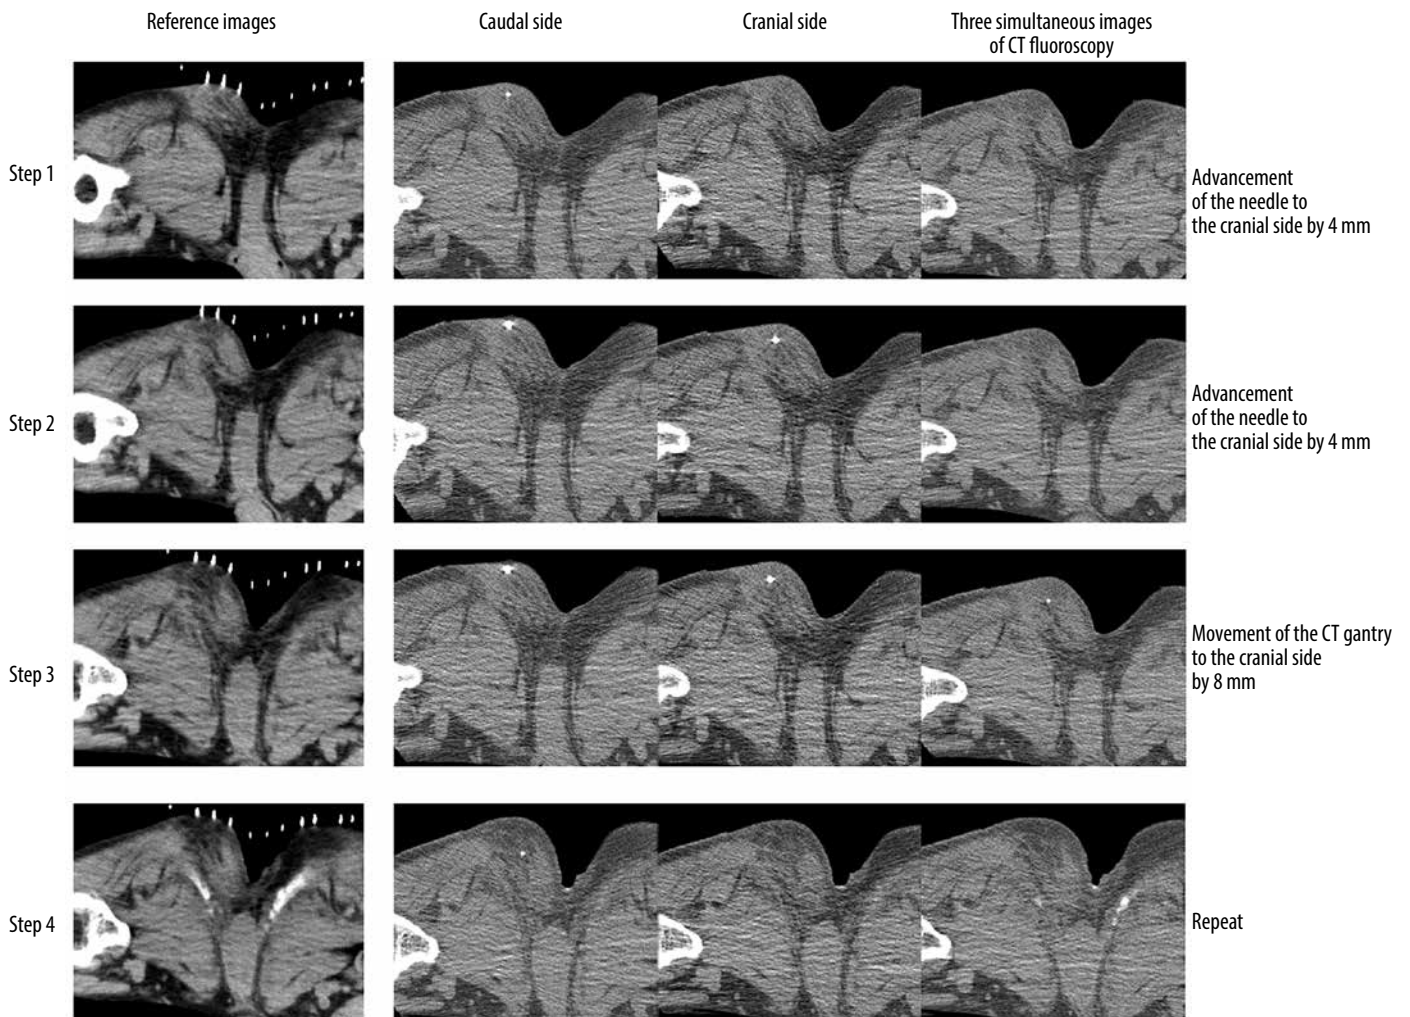 Reference images
Caudal side
Cranial side
Three simultaneous images
of CT fluoroscopy
Step 1
Advancement
of the needle to
the cranial side by 4 mm
Step 2
Advancement
of the needle to
the cranial side by 4 mm
Step 3
Movement of the CT gantry
to the cranial side
by 8 mm
Step 4
Repeat